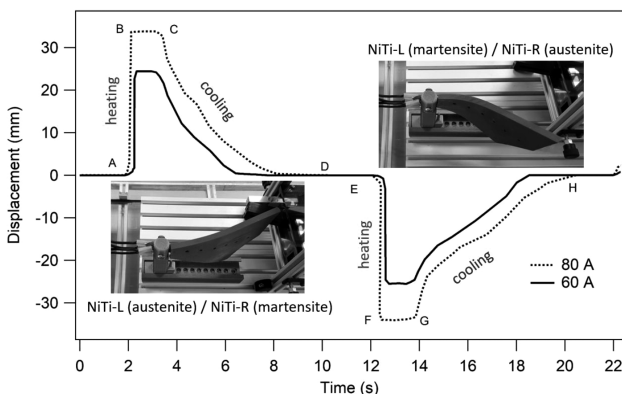 NiTi-L (martensite) / NiTi-R (austenite)
B
C
heating
cooling
A
D
E
H
heating
cooling
F
G
NiTi-L (austenite) / NiTi-R (martensite)
80 A
60 A
Displacement (mm)
30
20
10
0
-10
-20
-30
0
2
4
6
8
10
12
14
16
18
20
22
Time (s)